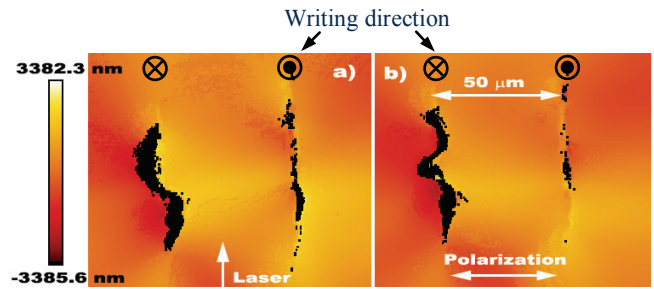 Writing direction
3382.3 nm
a)
b)
50 µm
-3385.6 nm
Laser
Polarization